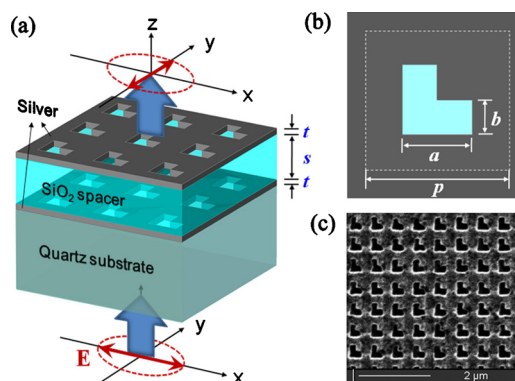 (a)
z
y
x
Silver
t
s
t
SiO₂ spacer
Quartz substrate
y
E
x
(b)
b
a
p
(c)
2 μm